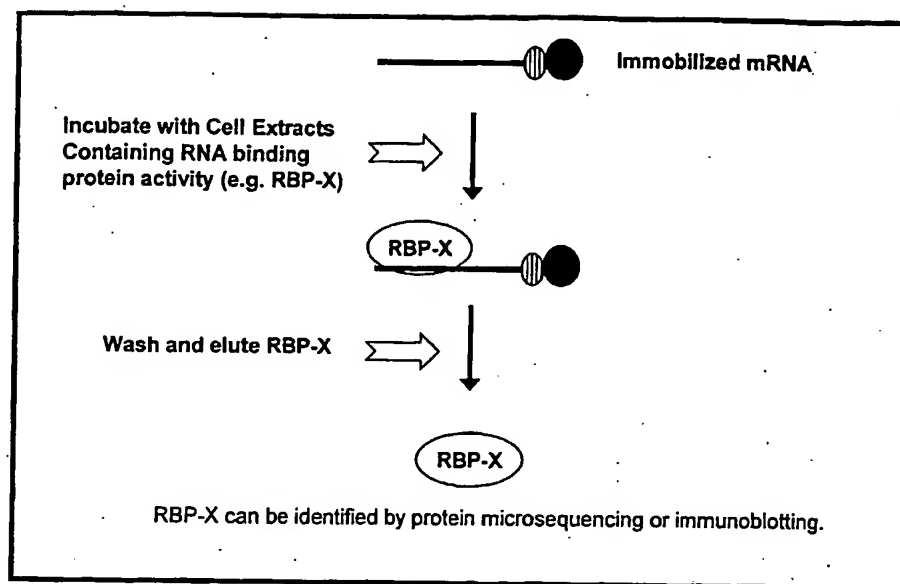 Immobilized mRNA
Incubate with Cell Extracts
Containing RNA binding
protein activity (e.g. RBP-X)
RBP-X
Wash and elute RBP-X
RBP-X
RBP-X can be identified by protein microsequencing or immunoblotting.